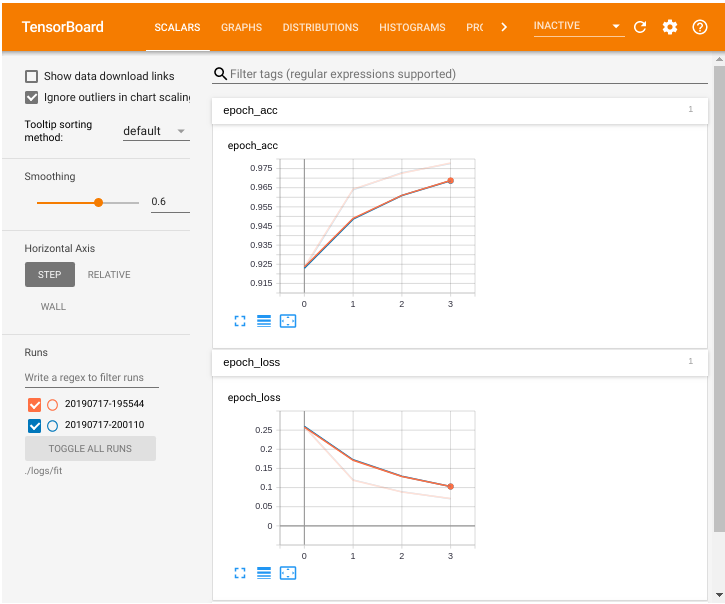 TensorBoard
SCALARS GRAPHS DISTRIBUTIONS HISTOGRAMS PRO
INACTIVE
Show data download links
Ignore outliers in chart scaling
Tooltip sorting
method:
default
Smoothing
0.6
Horizontal Axis
STEP RELATIVE
WALL
Runs
Write a regex to filter runs
20190717-195544
20190717-200110
TOGGLE ALL RUNS
./logs/fit
Filter tags (regular expressions supported)
epoch_acc 1
epoch_acc
0.975
0.965
0.955
0.945
0.935
0.925
0.915
0 1 2 3
epoch_loss 1
epoch_loss
0.25
0.2
0.15
0.1
0.05
0
0 1 2 3